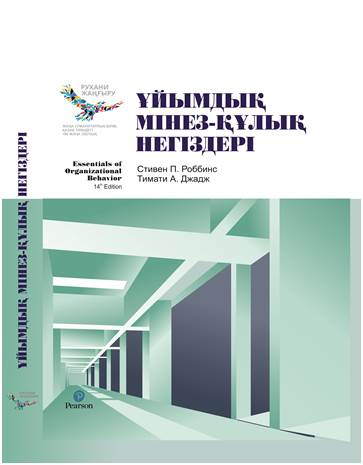 РУХАНИ
ЖАҢҒЫРУ
ҰЙЫМДЫҚ
МІНЕЗ-ҚҰЛЫҚ
НЕГІЗДЕРІ
Essentials of
Organizational
Behavior
14th Edition
Стивен П. Роббинс
Тимати А. Джадж
ҰЙЫМДЫҚ МІНЕЗ-ҚҰЛЫҚ НЕГІЗДЕРІ
Pearson